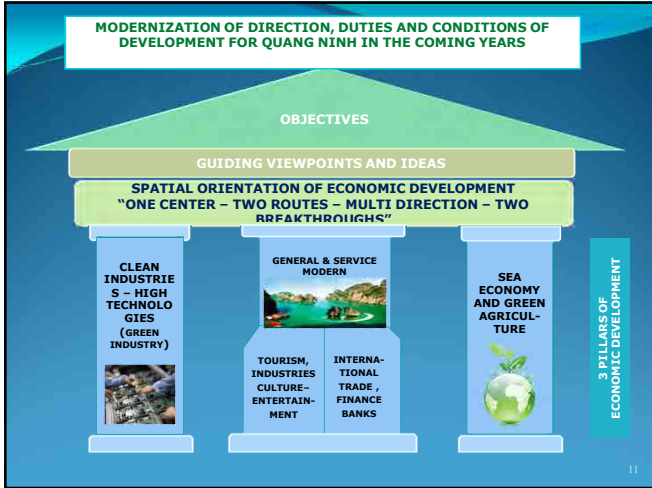 MODERNIZATION OF DIRECTION, DUTIES AND CONDITIONS OF
DEVELOPMENT FOR QUANG NINH IN THE COMING YEARS
OBJECTIVES
GUIDING VIEWPOINTS AND IDEAS
SPATIAL ORIENTATION OF ECONOMIC DEVELOPMENT
“ONE CENTER – TWO ROUTES – MULTI DIRECTION – TWO
BREAKTHROUGHS”
CLEAN
INDUSTRIE
S – HIGH
TECHNOLO
GIES
(GREEN
INDUSTRY)
GENERAL & SERVICE
MODERN
TOURISM,
INDUSTRIES
CULTURE–
ENTERTAIN-
MENT
INTERNA-
TIONAL
TRADE ,
FINANCE
BANKS
SEA
ECONOMY
AND GREEN
AGRICUL-
TURE
3 PILLARS OF
ECONOMIC DEVELOPMENT
11